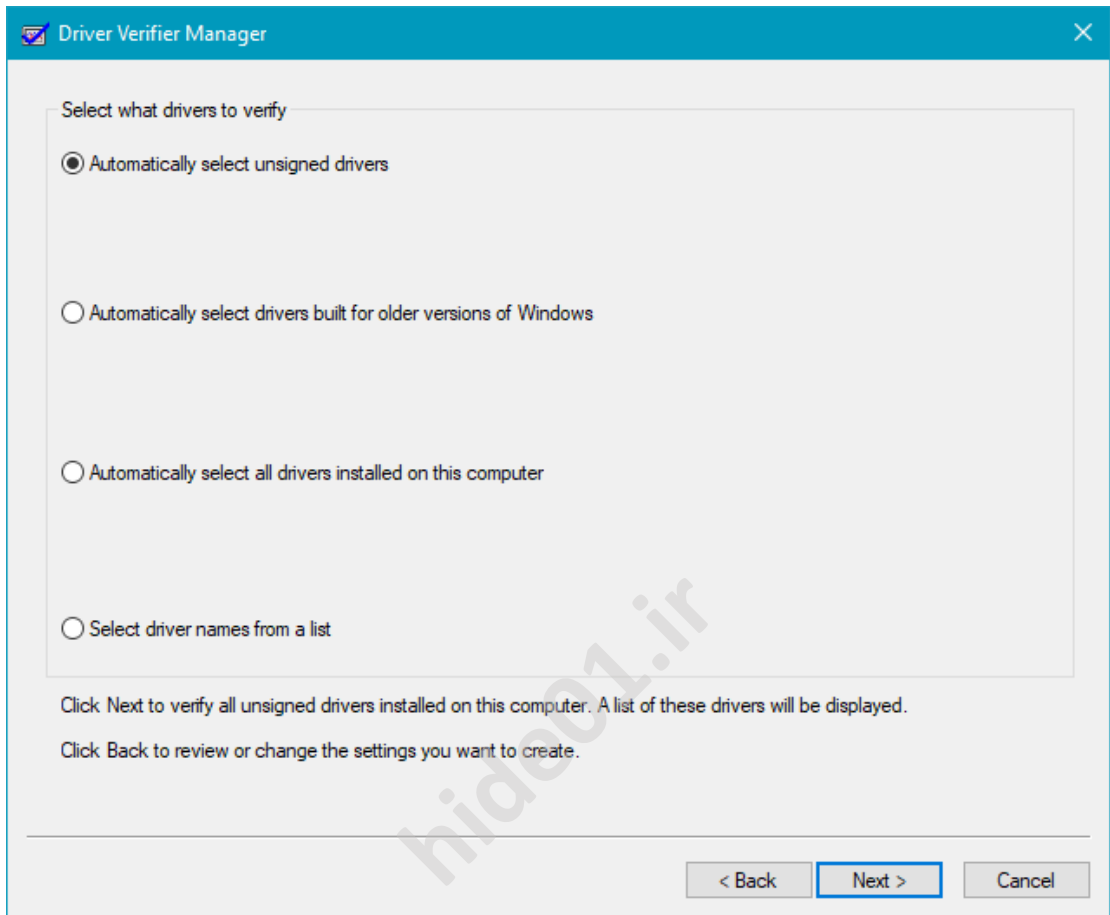 Driver Verifier Manager
Select what drivers to verify
Automatically select unsigned drivers
Automatically select drivers built for older versions of Windows
Automatically select all drivers installed on this computer
Select driver names from a list
Click Next to verify all unsigned drivers installed on this computer. A list of these drivers will be displayed.
Click Back to review or change the settings you want to create.
hide01.ir
< Back
Next >
Cancel